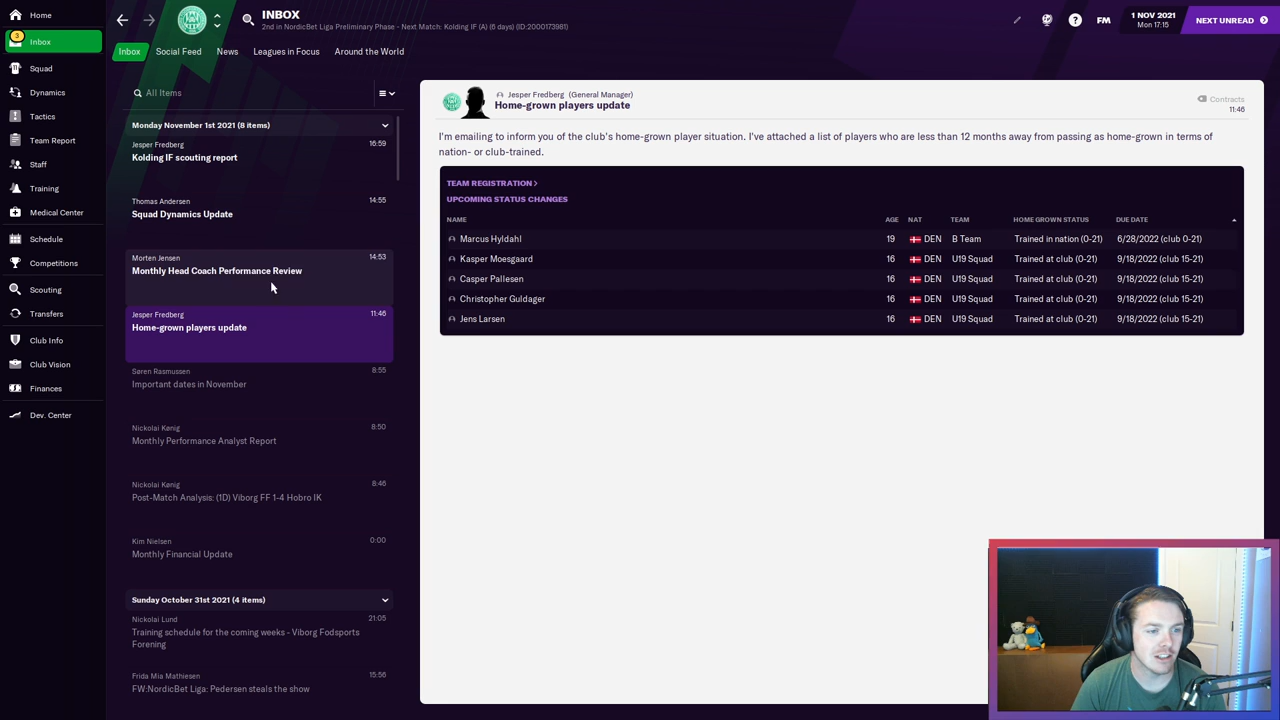 Home
3
Inbox
Squad
Dynamics
Tactics
Team Report
Staff
Training
Medical Center
Schedule
Competitions
Scouting
Transfers
Club Info
Club Vision
Finances
Dev. Center
INBOX
2nd in NordicBet Liga Preliminary Phase - Next Match: Kolding IF (A) (6 days) (ID:2000173981)
FM
1 NOV 2021
Mon 17:15
NEXT UNREAD
Inbox
Social Feed
News
Leagues in Focus
Around the World
All Items
Monday November 1st 2021 (8 items)
Jesper Fredberg 16:59
Kolding IF scouting report
Thomas Andersen 14:55
Squad Dynamics Update
Morten Jensen 14:53
Monthly Head Coach Performance Review
Jesper Fredberg 11:46
Home-grown players update
Søren Rasmussen 8:55
Important dates in November
Nickolai Kønig 8:50
Monthly Performance Analyst Report
Nickolai Kønig 8:46
Post-Match Analysis: (1D) Viborg FF 1-4 Hobro IK
Kim Nielsen 0:00
Monthly Financial Update
Sunday October 31st 2021 (4 items)
Nickolai Lund 21:05
Training schedule for the coming weeks - Viborg Fodsports
Forening
Frida Mia Mathiesen 15:56
FW:NordicBet Liga: Pedersen steals the show
Jesper Fredberg (General Manager)
Home-grown players update
Contracts
11:46
I'm emailing to inform you of the club's home-grown player situation. I've attached a list of players who are less than 12 months away from passing as home-grown in terms of
nation- or club-trained.
TEAM REGISTRATION >
UPCOMING STATUS CHANGES
NAME AGE NAT TEAM HOME GROWN STATUS DUE DATE
Marcus Hyldahl 19 DEN B Team Trained in nation (0-21) 6/28/2022 (club 0-21)
Kasper Moesgaard 16 DEN U19 Squad Trained at club (0-21) 9/18/2022 (club 15-21)
Casper Pallesen 16 DEN U19 Squad Trained at club (0-21) 9/18/2022 (club 15-21)
Christopher Guldager 16 DEN U19 Squad Trained at club (0-21) 9/18/2022 (club 15-21)
Jens Larsen 16 DEN U19 Squad Trained at club (0-21) 9/18/2022 (club 15-21)